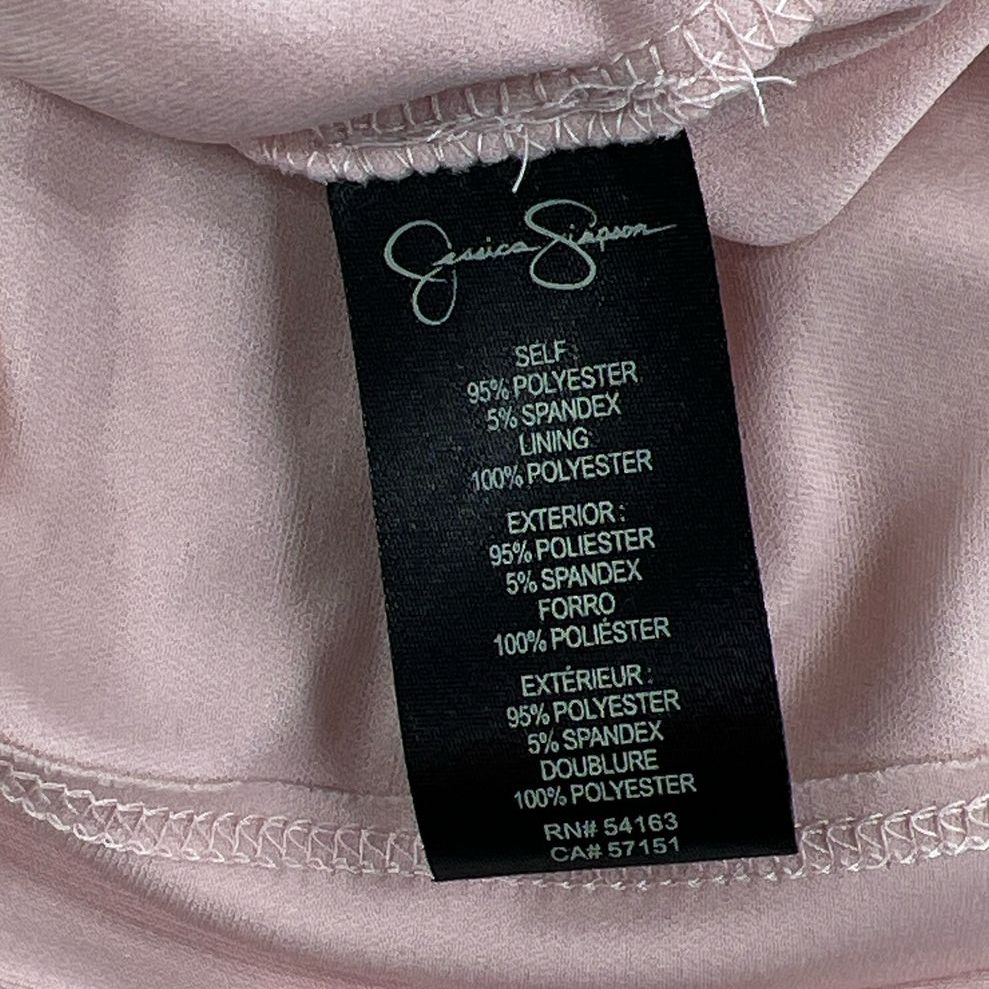 Jessica Simpson
SELF :
95% POLYESTER
5% SPANDEX
LINING:
100% POLYESTER
EXTERIOR :
95% POLIESTER
5% SPANDEX
FORRO
100% POLIÉSTER
EXTÉRIEUR :
95% POLYESTER
5% SPANDEX
DOUBLURE
100% POLYESTER
RN# 54163
CA# 57151